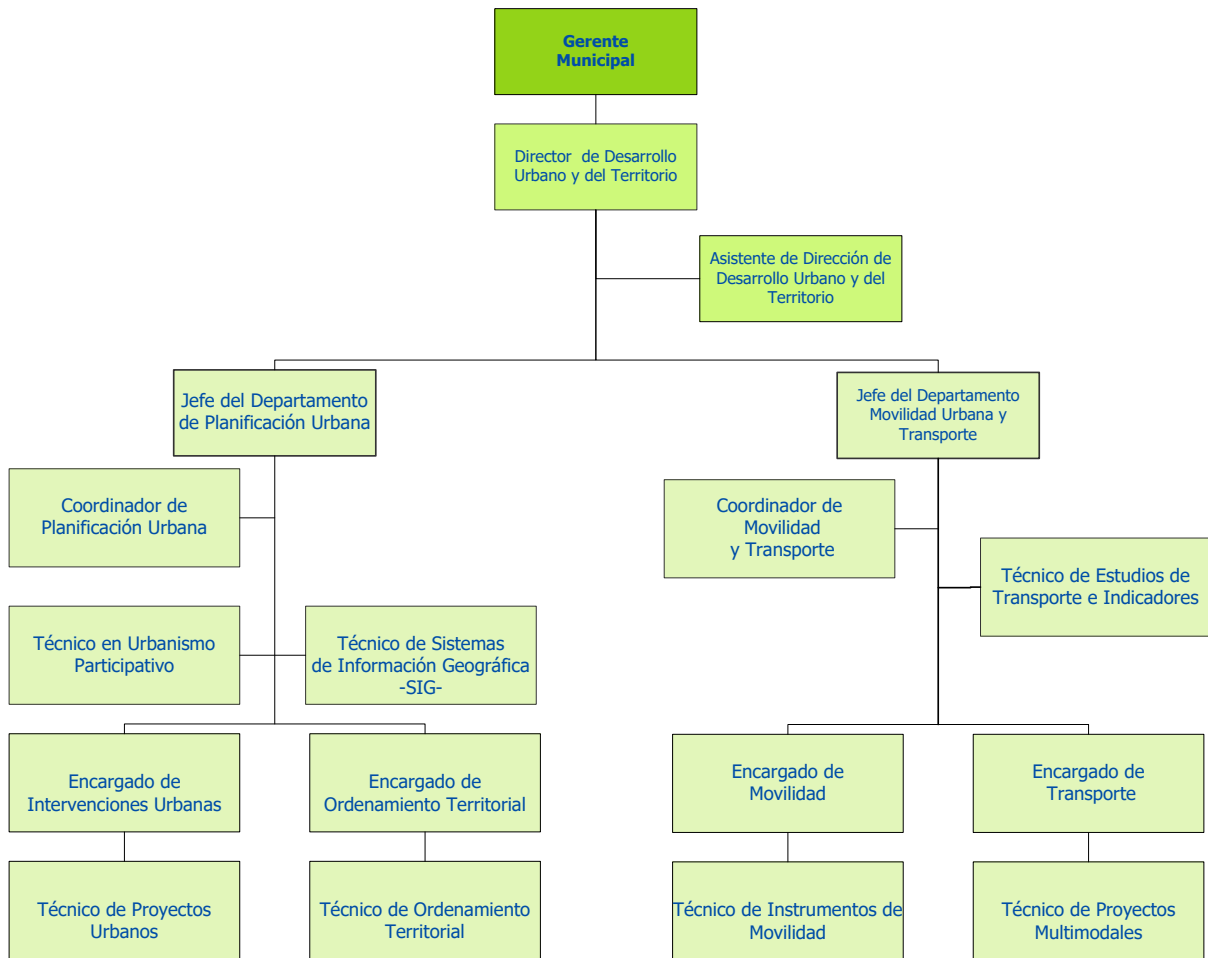 Gerente
Municipal
Director de Desarrollo
Urbano y del Territorio
Asistente de Dirección de
Desarrollo Urbano y del
Territorio
Jefe del Departamento
de Planificación Urbana
Jefe del Departamento
Movilidad Urbana y
Transporte
Coordinador de
Planificación Urbana
Coordinador de
Movilidad
y Transporte
Técnico de Estudios de
Transporte e Indicadores
Técnico en Urbanismo
Participativo
Técnico de Sistemas
de Información Geográfica
-SIG-
Encargado de
Intervenciones Urbanas
Encargado de
Ordenamiento Territorial
Encargado de
Movilidad
Encargado de
Transporte
Técnico de Proyectos
Urbanos
Técnico de Ordenamiento
Territorial
Técnico de Instrumentos de
Movilidad
Técnico de Proyectos
Multimodales